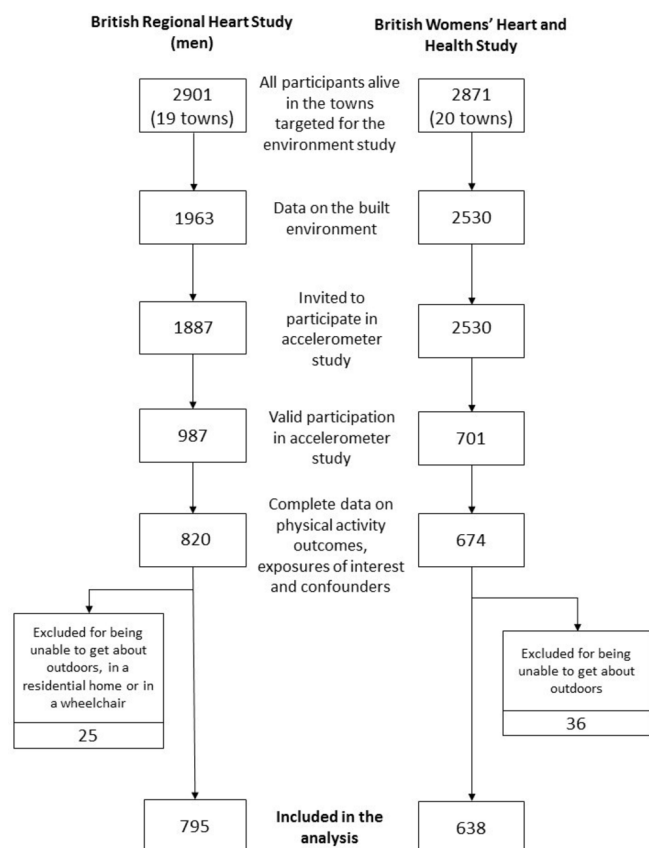 British Regional Heart Study
(men)
British Womens' Heart and
Health Study
2901
(19 towns)
All participants alive
in the towns
targeted for the
environment study
2871
(20 towns)
1963
Data on the built
environment
2530
1887
Invited to
participate in
accelerometer
study
2530
987
Valid participation
in accelerometer
study
701
820
Complete data on
physical activity
outcomes,
exposures of interest
and confounders
674
Excluded for being
unable to get about
outdoors, in a
residential home or in
a wheelchair
25
Excluded for being
unable to get about
outdoors
36
795
Included in the
analysis
638